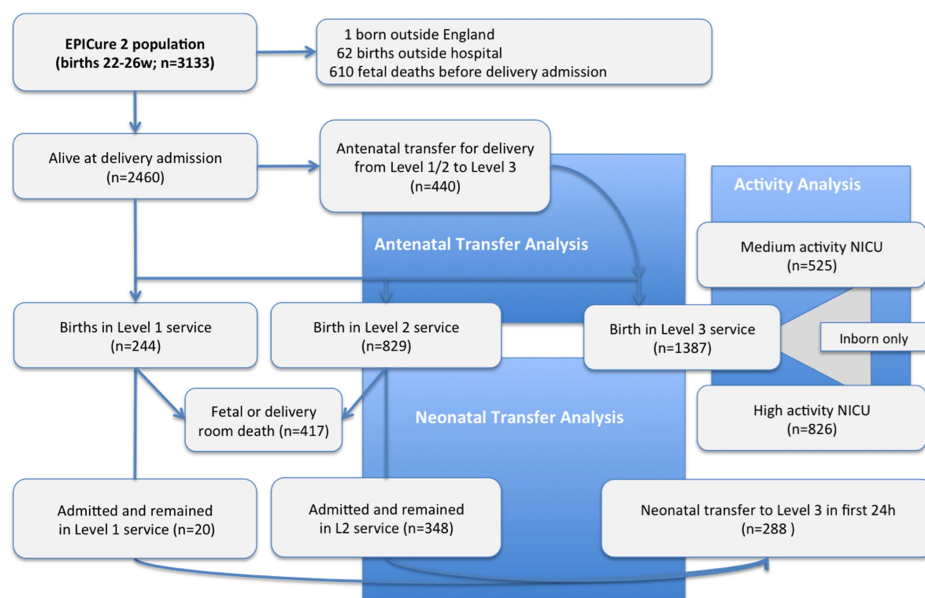 EPICure 2 population
(births 22-26w; n=3133)
1 born outside England
62 births outside hospital
610 fetal deaths before delivery admission
Alive at delivery admission
(n=2460)
Antenatal transfer for delivery
from Level 1/2 to Level 3
(n=440)
Activity Analysis
Antenatal Transfer Analysis
Medium activity NICU
(n=525)
Births in Level 1 service
(n=244)
Birth in Level 2 service
(n=829)
Birth in Level 3 service
(n=1387)
Inborn only
Fetal or delivery
room death (n=417)
Neonatal Transfer Analysis
High activity NICU
(n=826)
Admitted and remained
in Level 1 service (n=20)
Admitted and remained
in L2 service (n=348)
Neonatal transfer to Level 3 in first 24h
(n=288 )